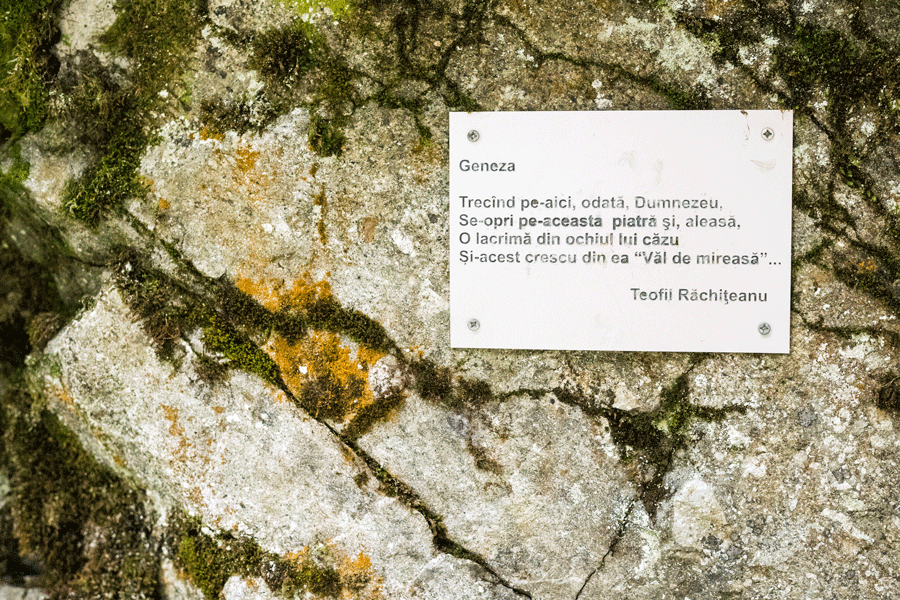 Geneza
Trecînd pe-aici, odată, Dumnezeu,
Se-opri pe-aceasta piatră şi, aleasă,
O lacrimă din ochiul lui căzu
Şi-acest crescu din ea “Văl de mireasă”...
Teofil Răchiţeanu